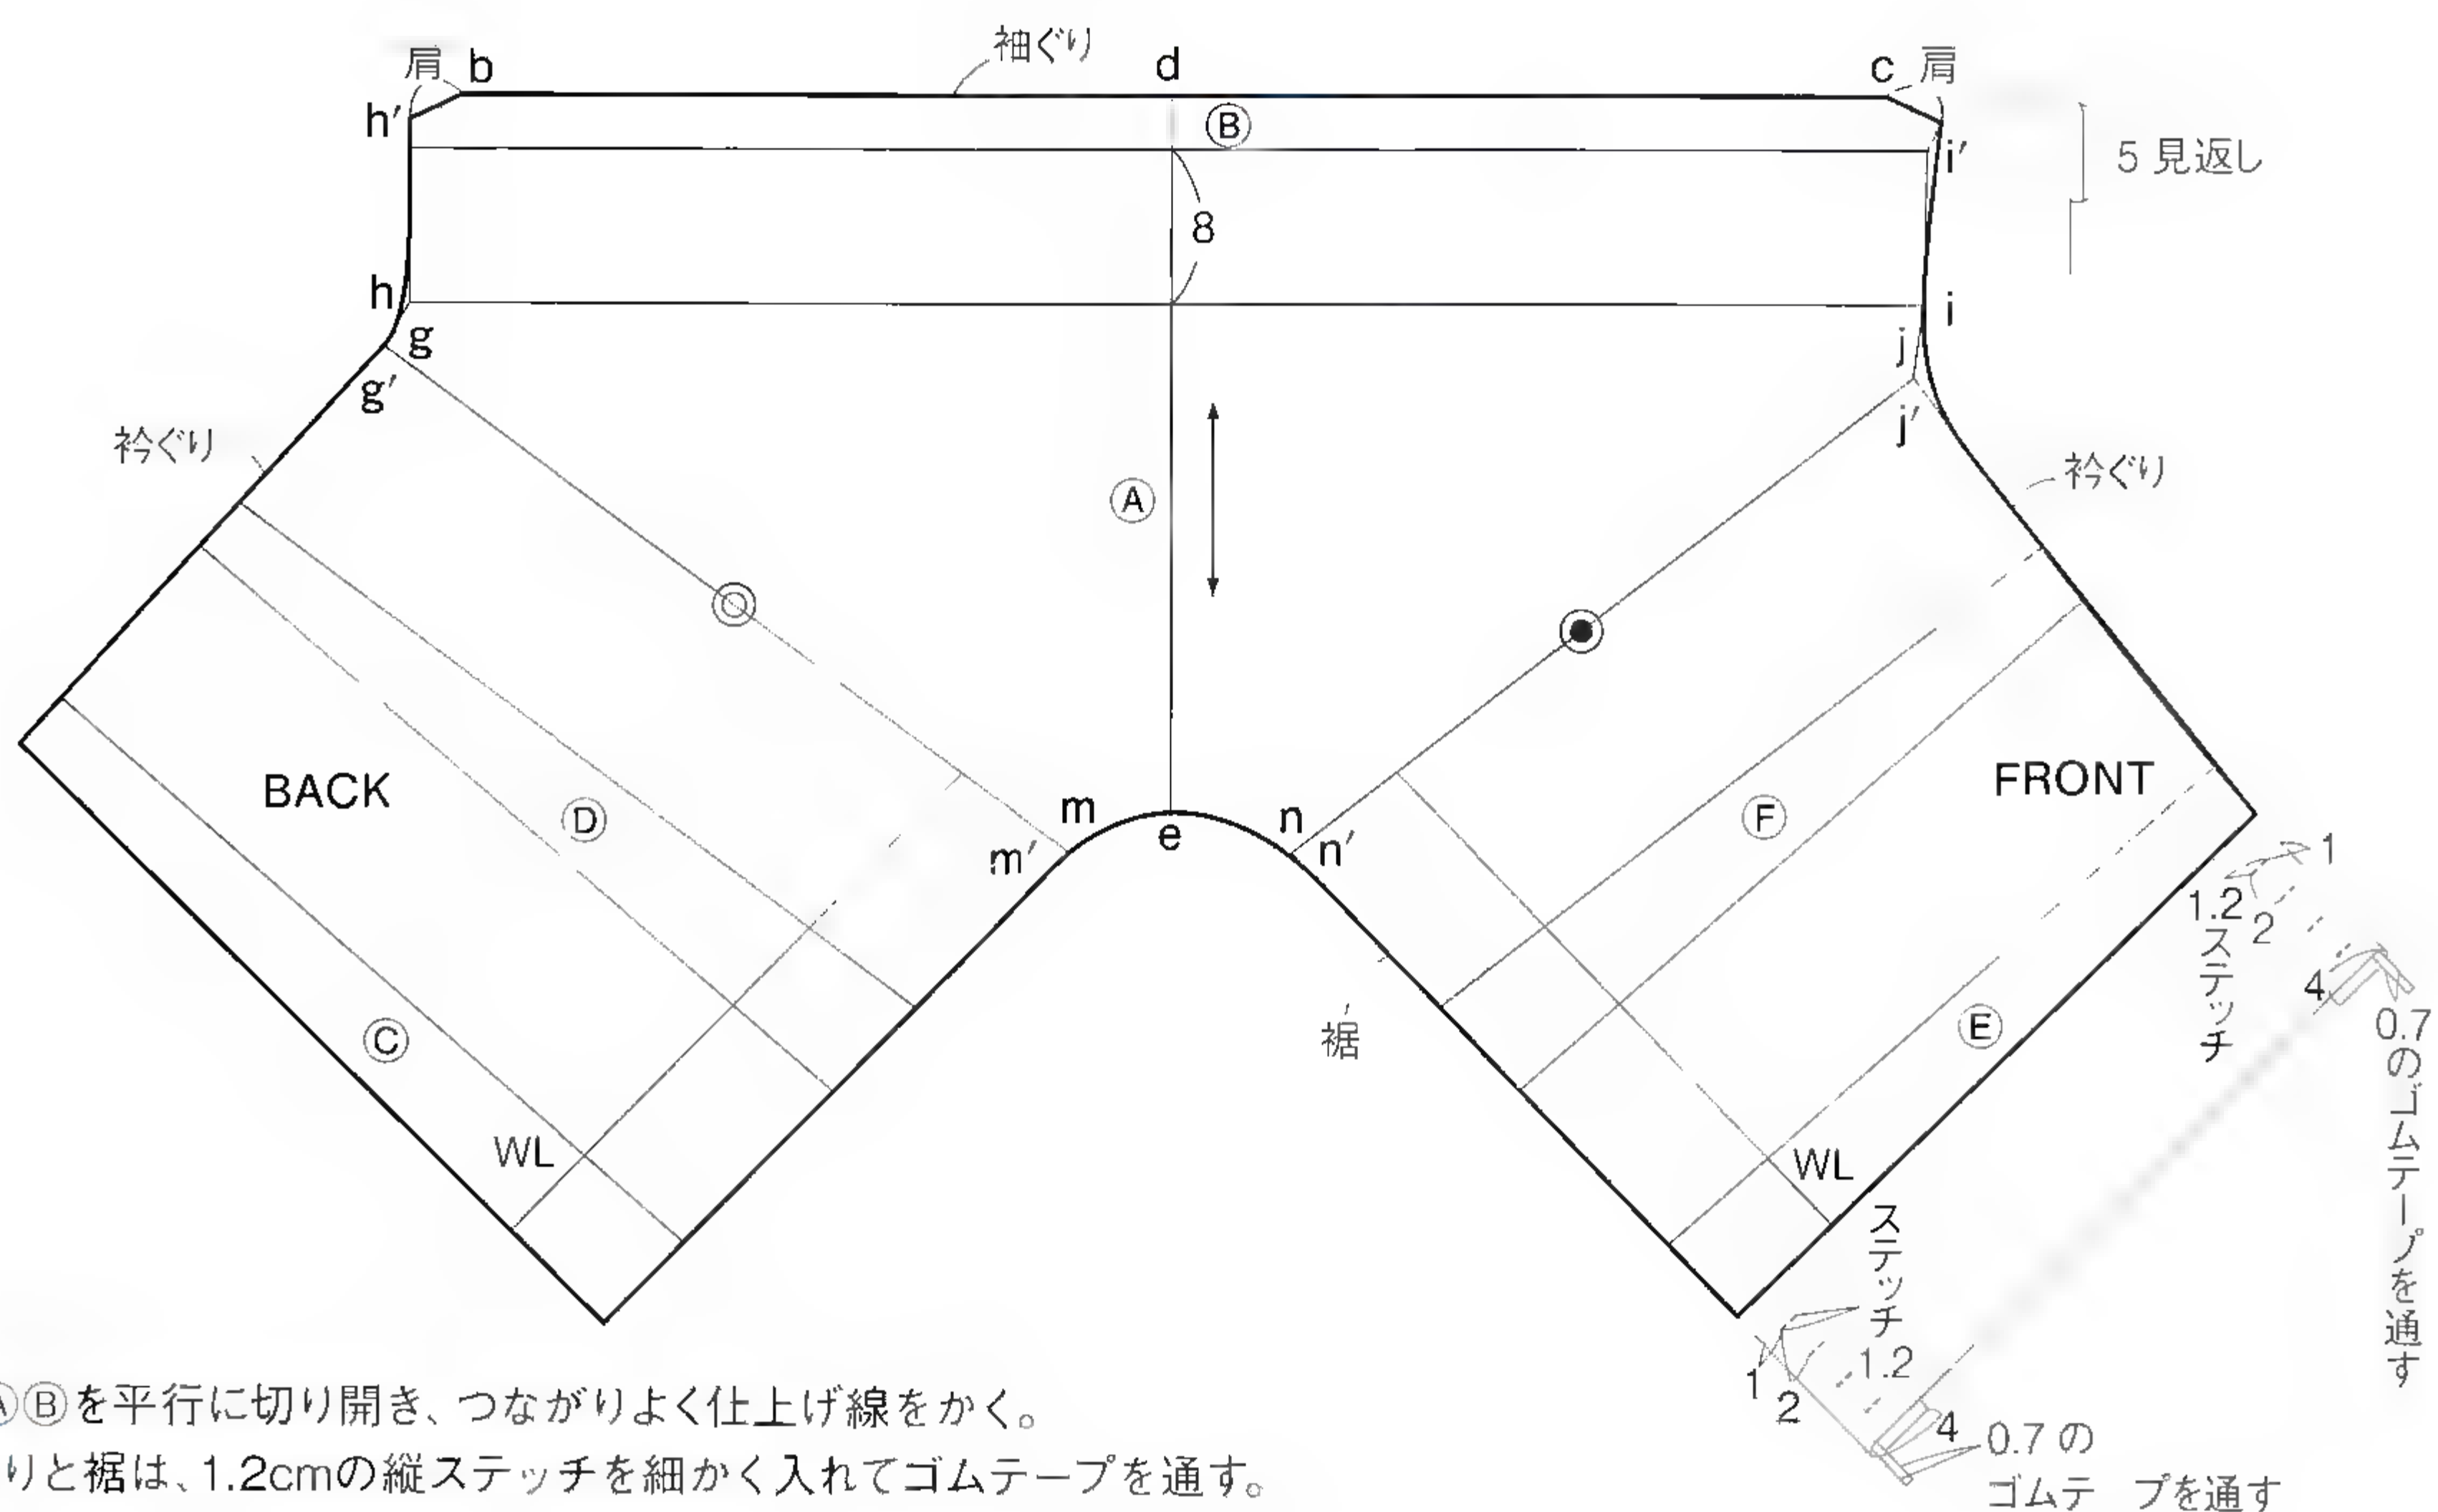 肩
b
袖ぐり
d
c
肩
h′
B
i′
5 見返し
8
h
i
g
j
g′
j′
衿ぐり
衿ぐり
A
BACK
D
m
e
n
m′
n′
F
FRONT
1
1.2
ステッチ
2
4
0.7
のゴムテープを通す
C
裾
E
WL
WL
ステッチ
1.2
1
2
4
0.7 の
ゴムテ プを通す
ⒶⒷを平行に切り開き、つながりよく仕上げ線をかく。
りと裾は、1.2cmの縦ステッチを細かく入れてゴムテープを通す。